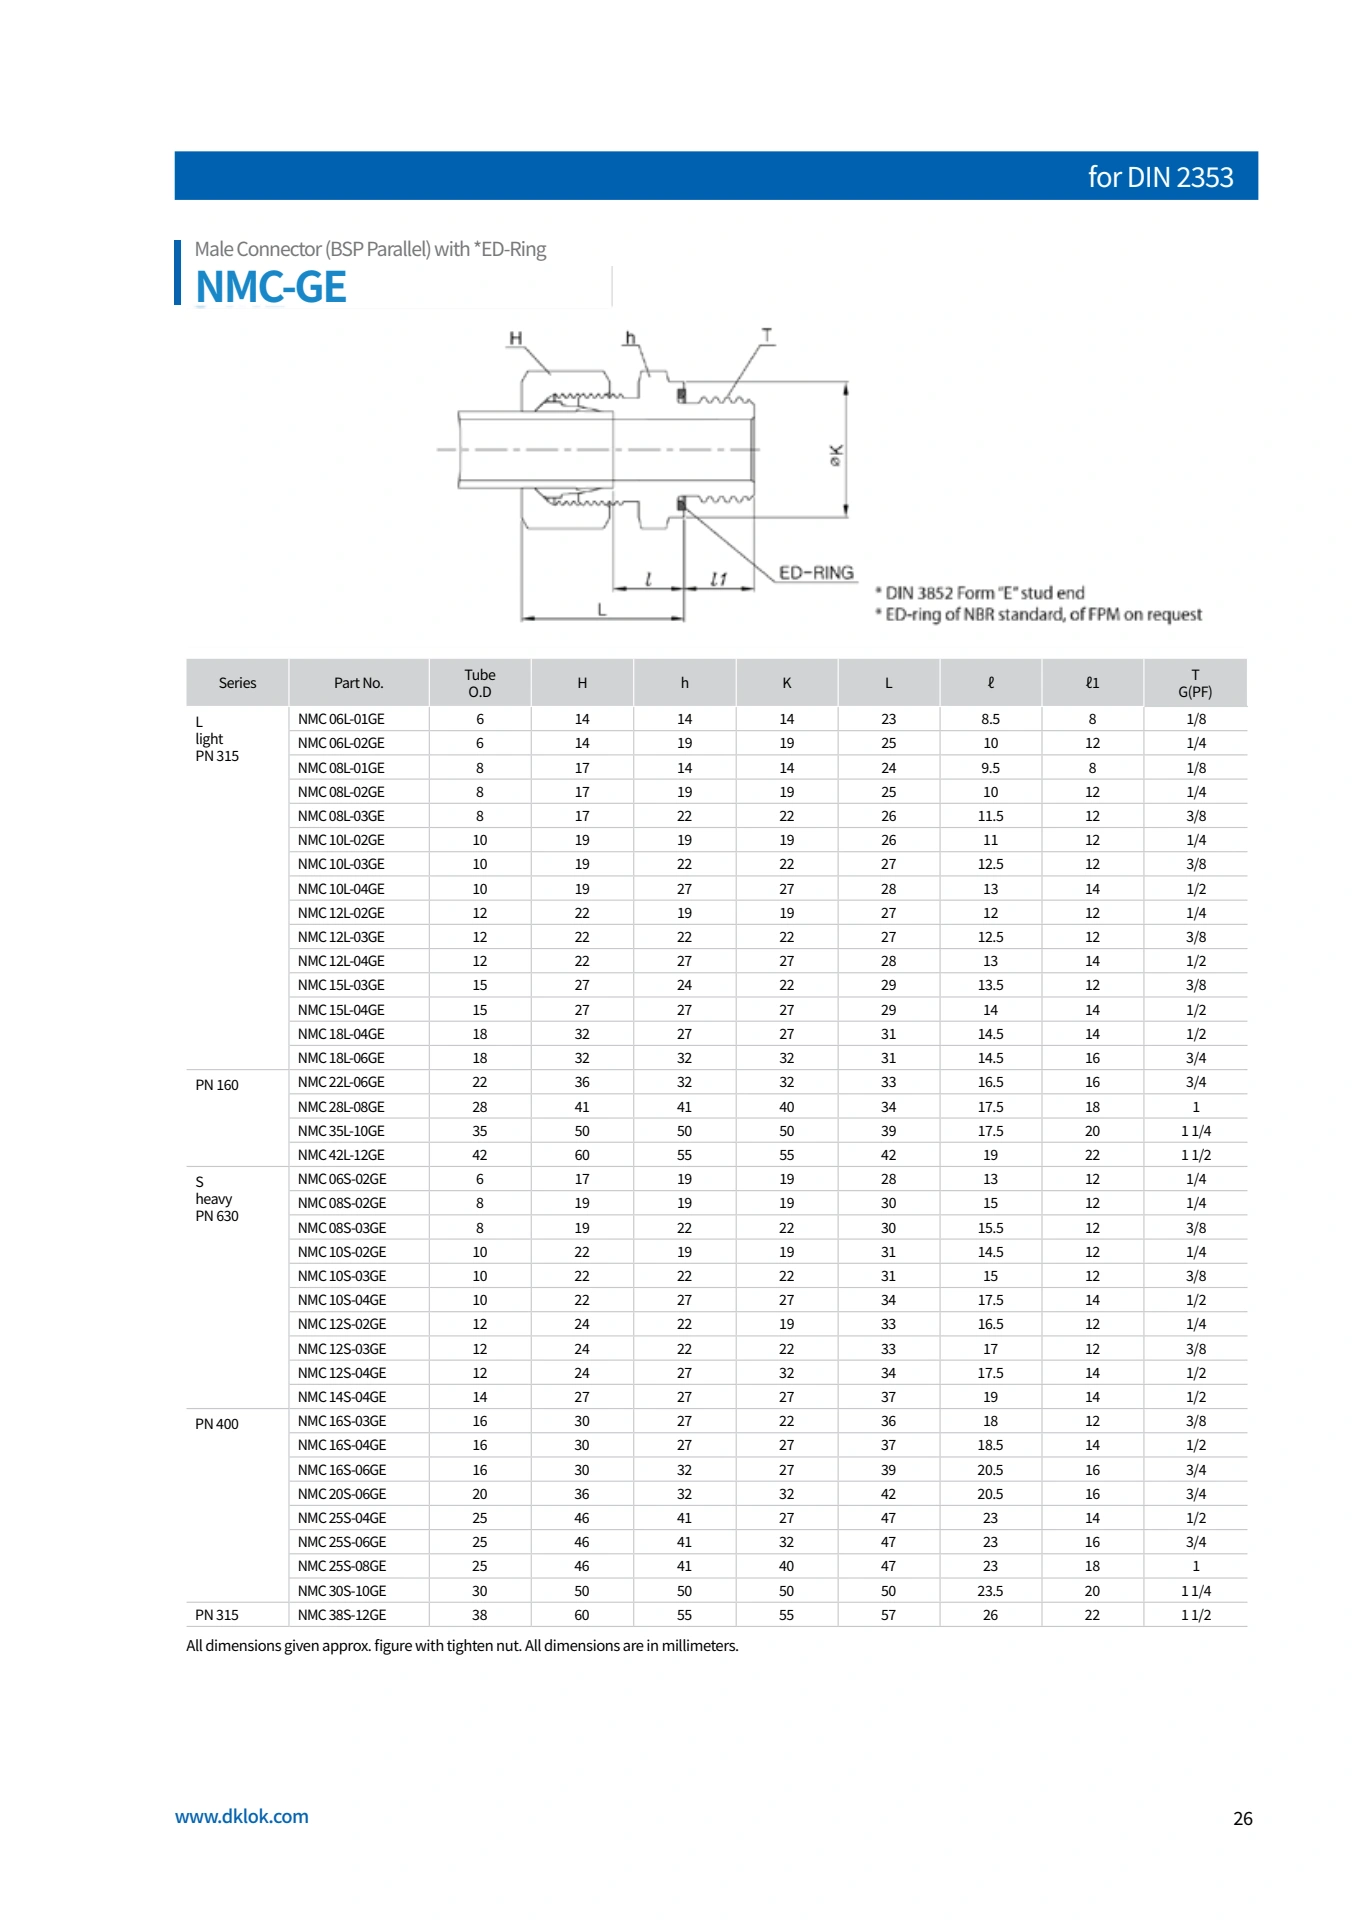 for DIN 2353
Male Connector (BSP Parallel) with *ED-Ring
NMC-GE
H h T
øK
ED-RING
l l1
L
* DIN 3852 Form "E" stud end
* ED-ring of NBR standard, of FPM on request
Series Part No. Tube O.D H h K L ℓ ℓ1 T G(PF)
L light PN 315
NMC 06L-01GE 6 14 14 14 23 8.5 8 1/8
NMC 06L-02GE 6 14 19 19 25 10 12 1/4
NMC 08L-01GE 8 17 14 14 24 9.5 8 1/8
NMC 08L-02GE 8 17 19 19 25 10 12 1/4
NMC 08L-03GE 8 17 22 22 26 11.5 12 3/8
NMC 10L-02GE 10 19 19 19 26 11 12 1/4
NMC 10L-03GE 10 19 22 22 27 12.5 12 3/8
NMC 10L-04GE 10 19 27 27 28 13 14 1/2
NMC 12L-02GE 12 22 19 19 27 12 12 1/4
NMC 12L-03GE 12 22 22 22 27 12.5 12 3/8
NMC 12L-04GE 12 22 27 27 28 13 14 1/2
NMC 15L-03GE 15 27 24 22 29 13.5 12 3/8
NMC 15L-04GE 15 27 27 27 29 14 14 1/2
NMC 18L-04GE 18 32 27 27 31 14.5 14 1/2
NMC 18L-06GE 18 32 32 32 31 14.5 16 3/4
PN 160 NMC 22L-06GE 22 36 32 32 33 16.5 16 3/4
NMC 28L-08GE 28 41 41 40 34 17.5 18 1
NMC 35L-10GE 35 50 50 50 39 17.5 20 1 1/4
NMC 42L-12GE 42 60 55 55 42 19 22 1 1/2
S heavy PN 630
NMC 06S-02GE 6 17 19 19 28 13 12 1/4
NMC 08S-02GE 8 19 19 19 30 15 12 1/4
NMC 08S-03GE 8 19 22 22 30 15.5 12 3/8
NMC 10S-02GE 10 22 19 19 31 14.5 12 1/4
NMC 10S-03GE 10 22 22 22 31 15 12 3/8
NMC 10S-04GE 10 22 27 27 34 17.5 14 1/2
NMC 12S-02GE 12 24 22 19 33 16.5 12 1/4
NMC 12S-03GE 12 24 22 22 33 17 12 3/8
NMC 12S-04GE 12 24 27 32 34 17.5 14 1/2
NMC 14S-04GE 14 27 27 27 37 19 14 1/2
PN 400 NMC 16S-03GE 16 30 27 22 36 18 12 3/8
NMC 16S-04GE 16 30 27 27 37 18.5 14 1/2
NMC 16S-06GE 16 30 32 27 39 20.5 16 3/4
NMC 20S-06GE 20 36 32 32 42 20.5 16 3/4
NMC 25S-04GE 25 46 41 27 47 23 14 1/2
NMC 25S-06GE 25 46 41 32 47 23 16 3/4
NMC 25S-08GE 25 46 41 40 47 23 18 1
NMC 30S-10GE 30 50 50 50 50 23.5 20 1 1/4
PN 315 NMC 38S-12GE 38 60 55 55 57 26 22 1 1/2
All dimensions given approx. figure with tighten nut. All dimensions are in millimeters.
www.dklok.com
26